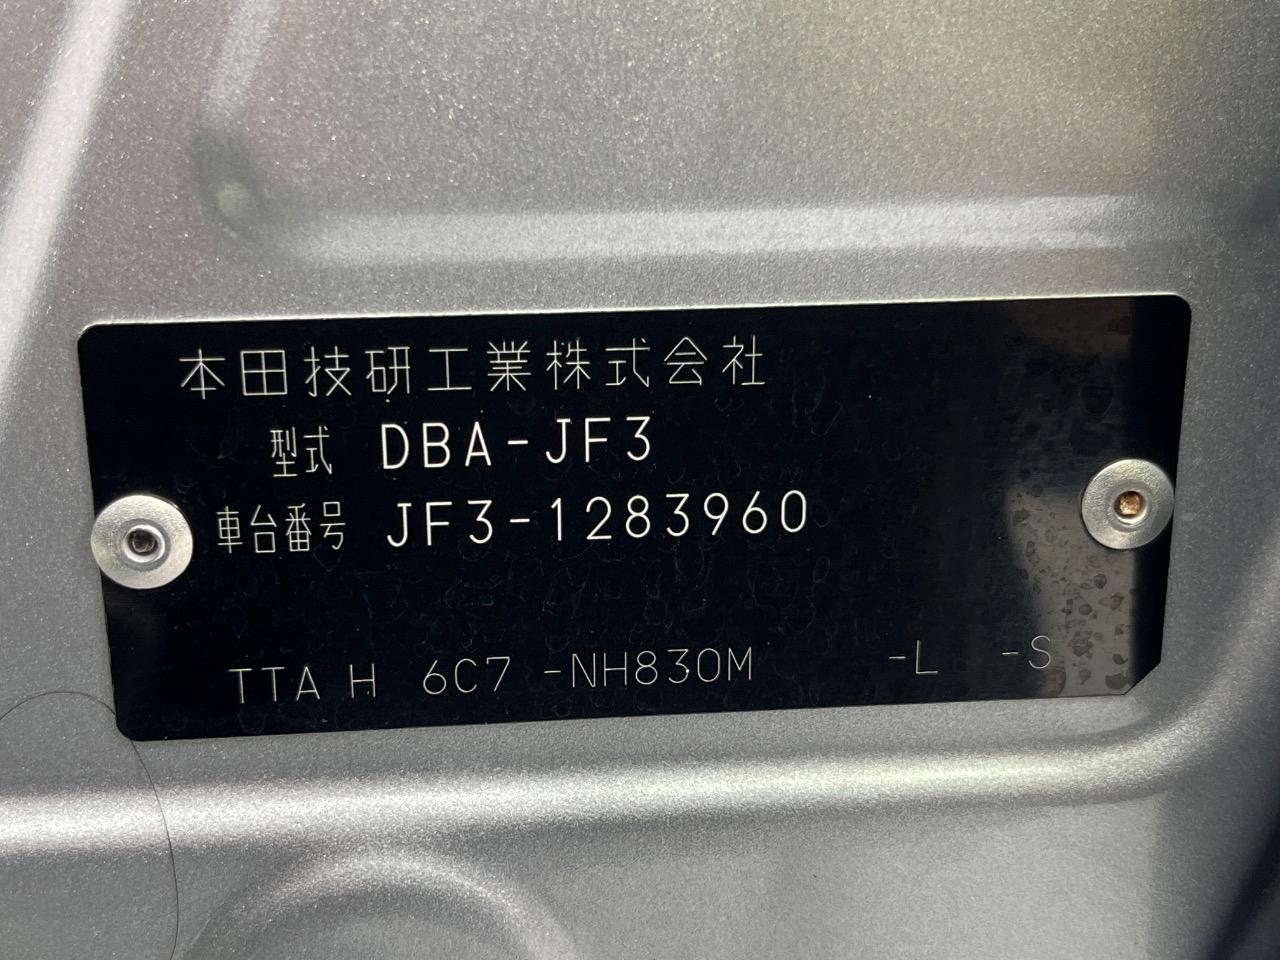 本田技研工業株式会社
型式 DBA-JF3
車台番号 JF3-1283960
TTA H 6C7 -NH830M -L -S